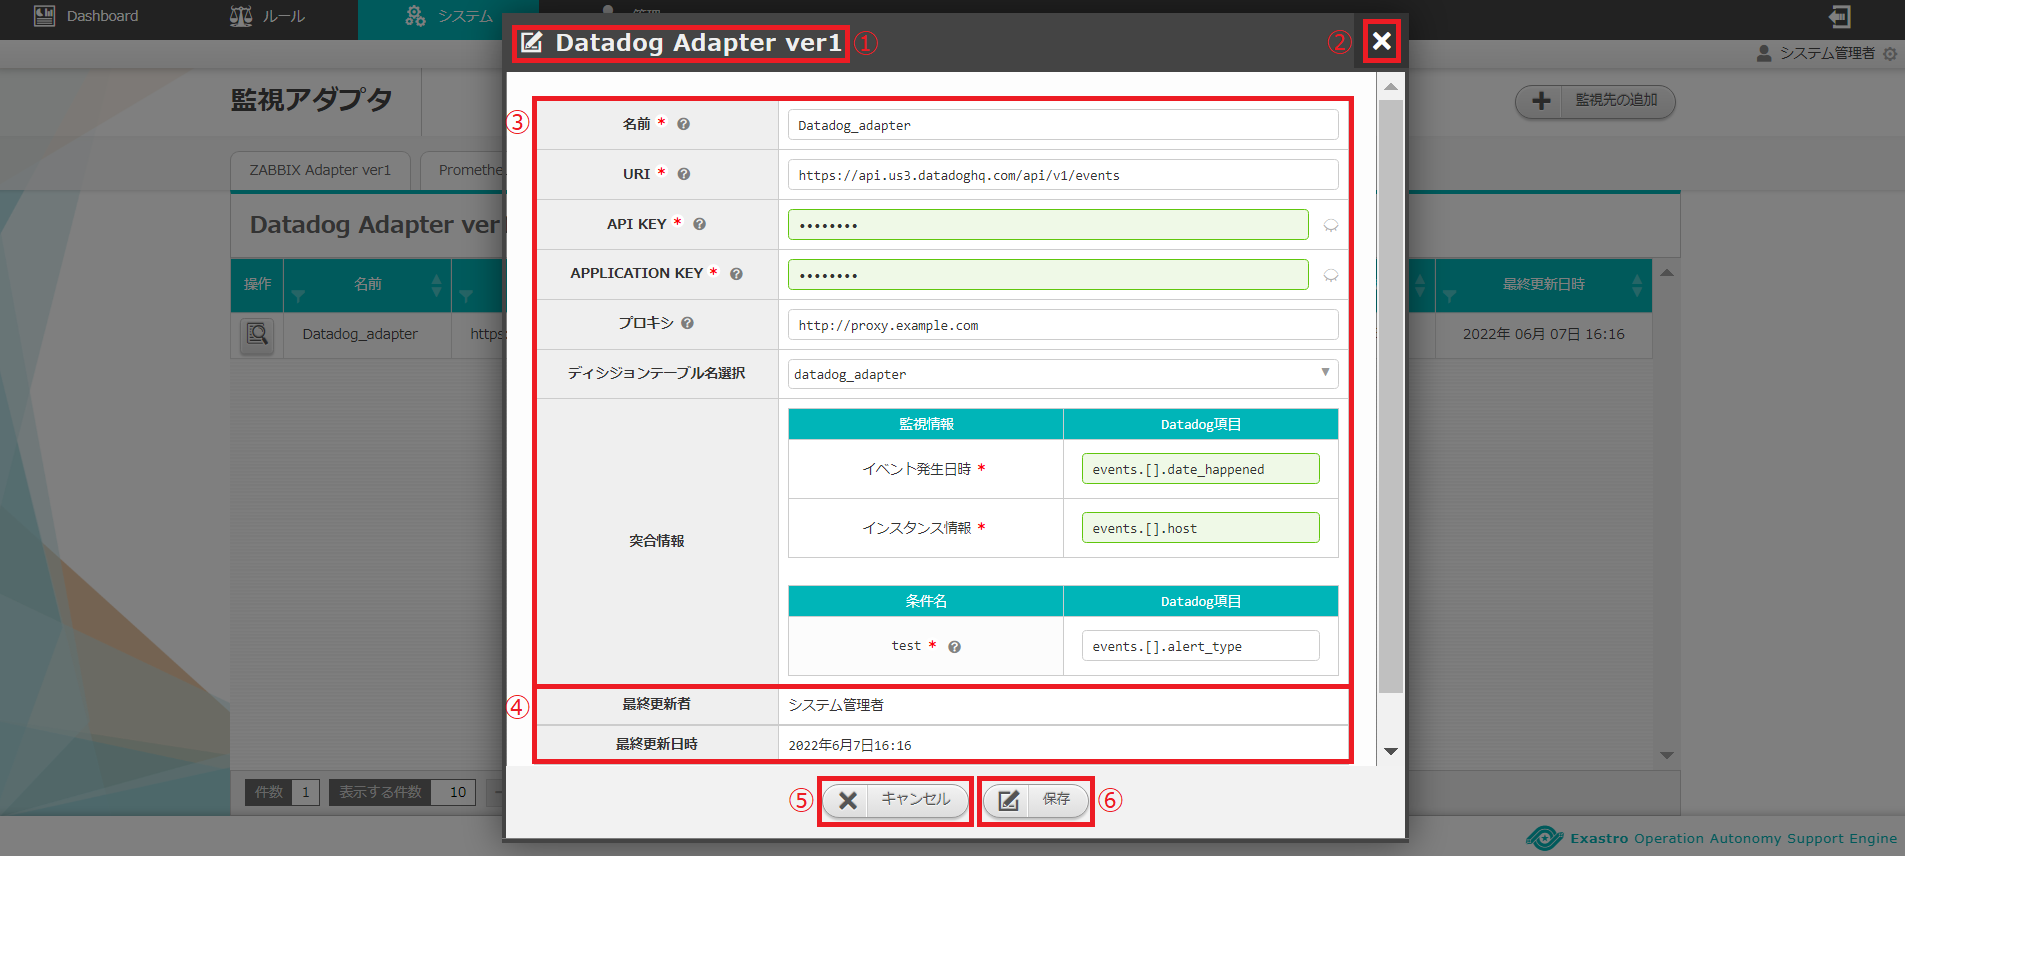 Dashboard
ルール
システム
管理
システム管理者
監視アダプタ
監視先の追加
ZABBIX Adapter ver1
Promethe
Datadog Adapter ver
操作
名前
最終更新日時
Datadog_adapter
https
2022年 06月 07日 16:16
件数 1
表示する件数 10
Datadog Adapter ver1 ①
②
③
名前 *
Datadog_adapter
URI *
https://api.us3.datadoghq.com/api/v1/events
API KEY *
••••••••
APPLICATION KEY *
••••••••
プロキシ
http://proxy.example.com
ディシジョンテーブル名選択
datadog_adapter
突合情報
監視情報 Datadog項目
イベント発生日時 * events.[].date_happened
インスタンス情報 * events.[].host
条件名 Datadog項目
test * events.[].alert_type
④
最終更新者 システム管理者
最終更新日時 2022年6月7日16:16
⑤ キャンセル
保存 ⑥
Exastro Operation Autonomy Support Engine